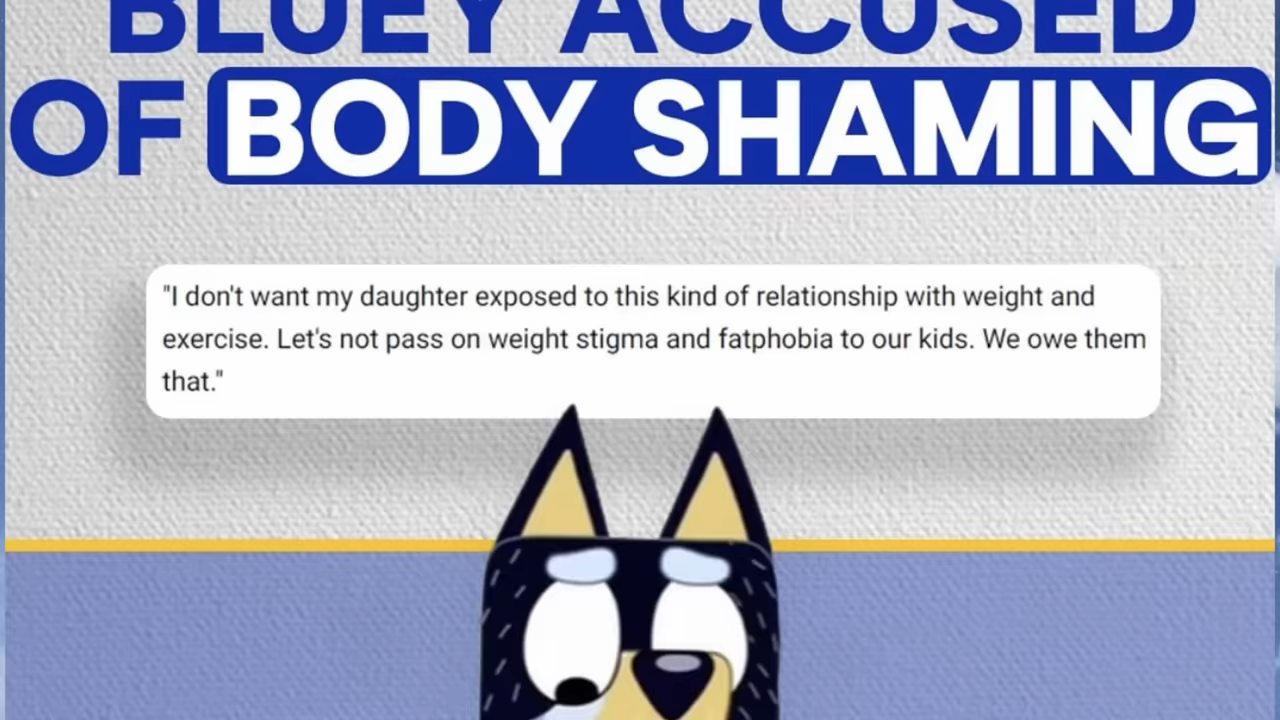 BLUEY ACCUSED
OF BODY SHAMING
"I don't want my daughter exposed to this kind of relationship with weight and
exercise. Let's not pass on weight stigma and fatphobia to our kids. We owe them
that."